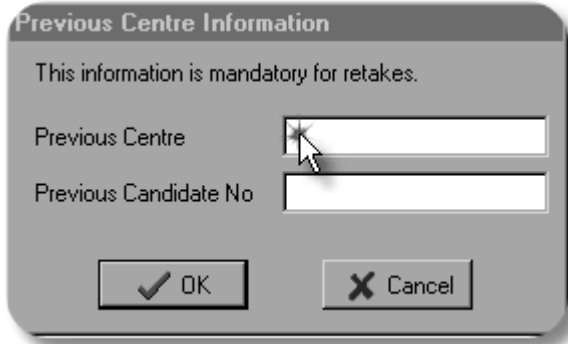 Previous Centre Information
This information is mandatory for retakes.
Previous Centre
Previous Candidate No
OK
Cancel